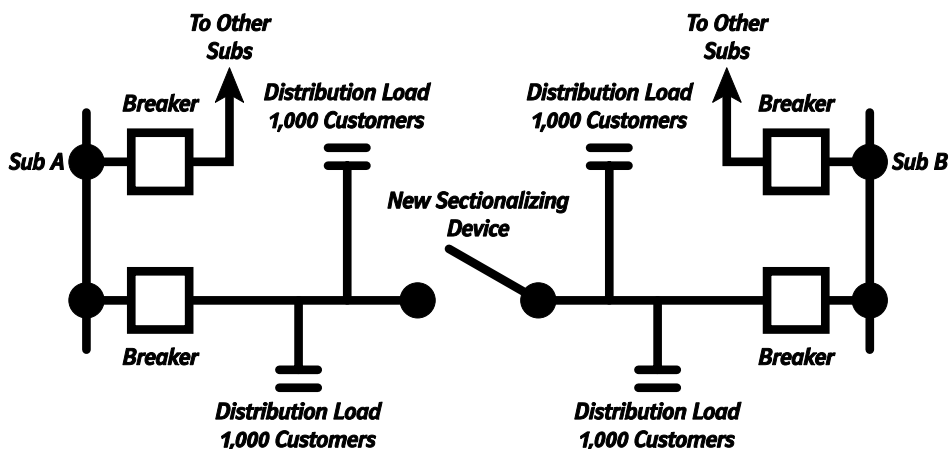 To Other
Subs
To Other
Subs
Breaker
Distribution Load
1,000 Customers
Distribution Load
1,000 Customers
Breaker
Sub A
Sub B
New Sectionalizing
Device
Breaker
Breaker
Distribution Load
1,000 Customers
Distribution Load
1,000 Customers